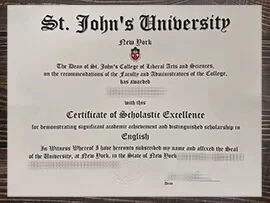 St. John's University
New York
The Dean of St. John's College of Liberal Arts and Sciences,
on the recommendations of the Faculty and Administrators of the College,
has awarded
with this
Certificate of Scholastic Excellence
for demonstrating significant academic achievement and distinguished scholarship in
English
In Witness Whereof I have hereunto subscribed my name and affixed the Seal
of the University, at New York, in the State of New York
Dean